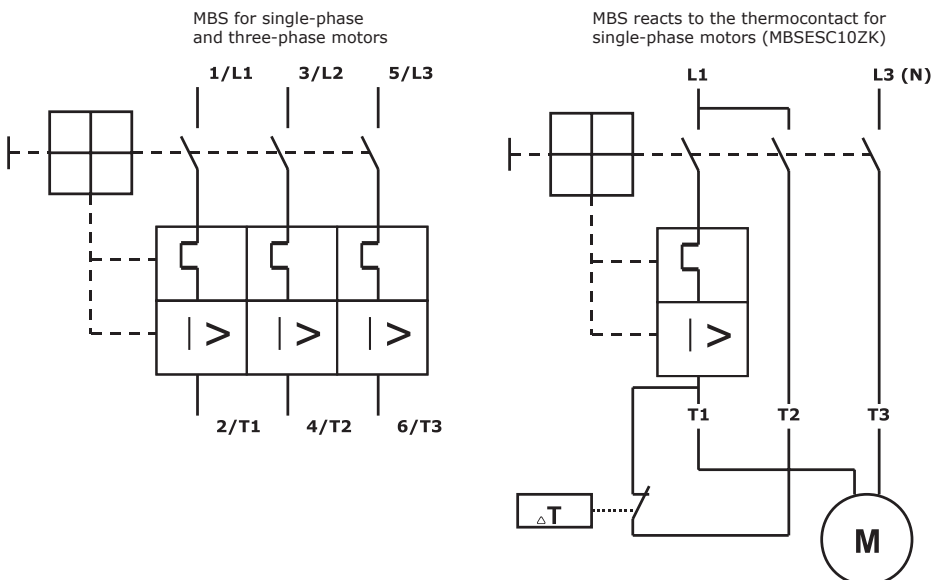 MBS for single-phase
and three-phase motors
1/L1 3/L2 5/L3
I > I > I >
2/T1 4/T2 6/T3
MBS reacts to the thermocontact for
single-phase motors (MBSESC10ZK)
L1 L3 (N)
I >
T1 T2 T3
△T
M